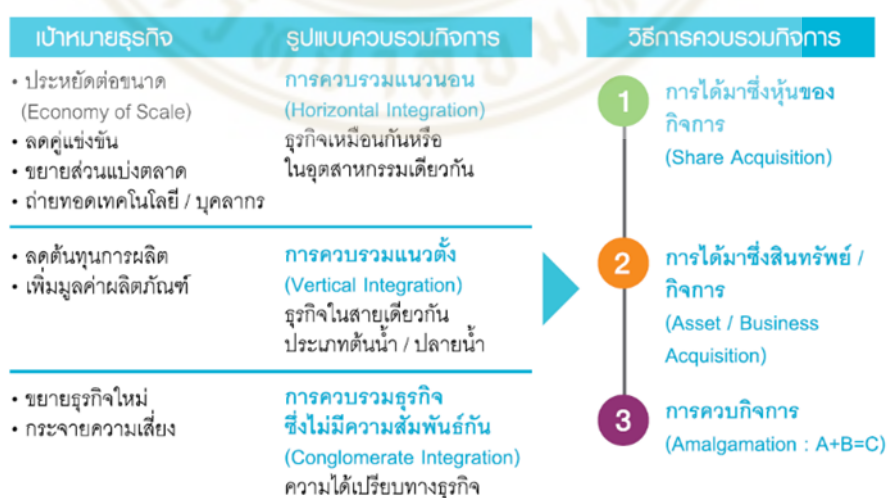 เป้าหมายธุรกิจ
รูปแบบควบรวมกิจการ
• ประหยัดต่อขนาด
(Economy of Scale)
• ลดคู่แข่งขัน
• ขยายส่วนแบ่งตลาด
• ถ่ายทอดเทคโนโลยี / บุคลากร
การควบรวมแนวนอน
(Horizontal Integration)
ธุรกิจเหมือนกันหรือ
ในอุตสาหกรรมเดียวกัน
• ลดต้นทุนการผลิต
• เพิ่มมูลค่าผลิตภัณฑ์
การควบรวมแนวตั้ง
(Vertical Integration)
ธุรกิจในสายเดียวกัน
ประเภทต้นน้ำ / ปลายน้ำ
• ขยายธุรกิจใหม่
• กระจายความเสี่ยง
การควบรวมธุรกิจ
ซึ่งไม่มีความสัมพันธ์กัน
(Conglomerate Integration)
ความได้เปรียบทางธุรกิจ
วิธีการควบรวมกิจการ
1
การได้มาซึ่งหุ้นของ
กิจการ
(Share Acquisition)
2
การได้มาซึ่งสินทรัพย์ /
กิจการ
(Asset / Business
Acquisition)
3
การควบกิจการ
(Amalgamation : A+B=C)